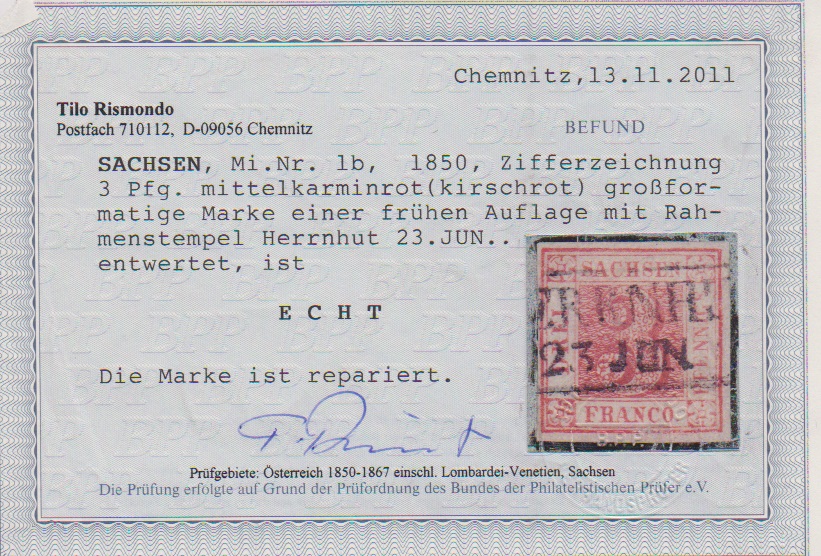 Chemnitz,13.11.2011
Tilo Rismondo
Postfach 710112, D-09056 Chemnitz
BEFUND
SACHSEN, Mi.Nr. 1b, 1850, Zifferzeichnung
3 Pfg. mittelkarminrot(kirschrot) großfor-
matige Marke einer frühen Auflage mit Rah-
menstempel Herrnhut 23.JUN..
entwertet, ist
E C H T
Die Marke ist repariert.
SACHSEN
23 JUN.
FRANCO
Prüfgebiete: Österreich 1850-1867 einschl. Lombardei-Venetien, Sachsen
Die Prüfung erfolgte auf Grund der Prüfordnung des Bundes der Philatelistischen Prüfer e.V.